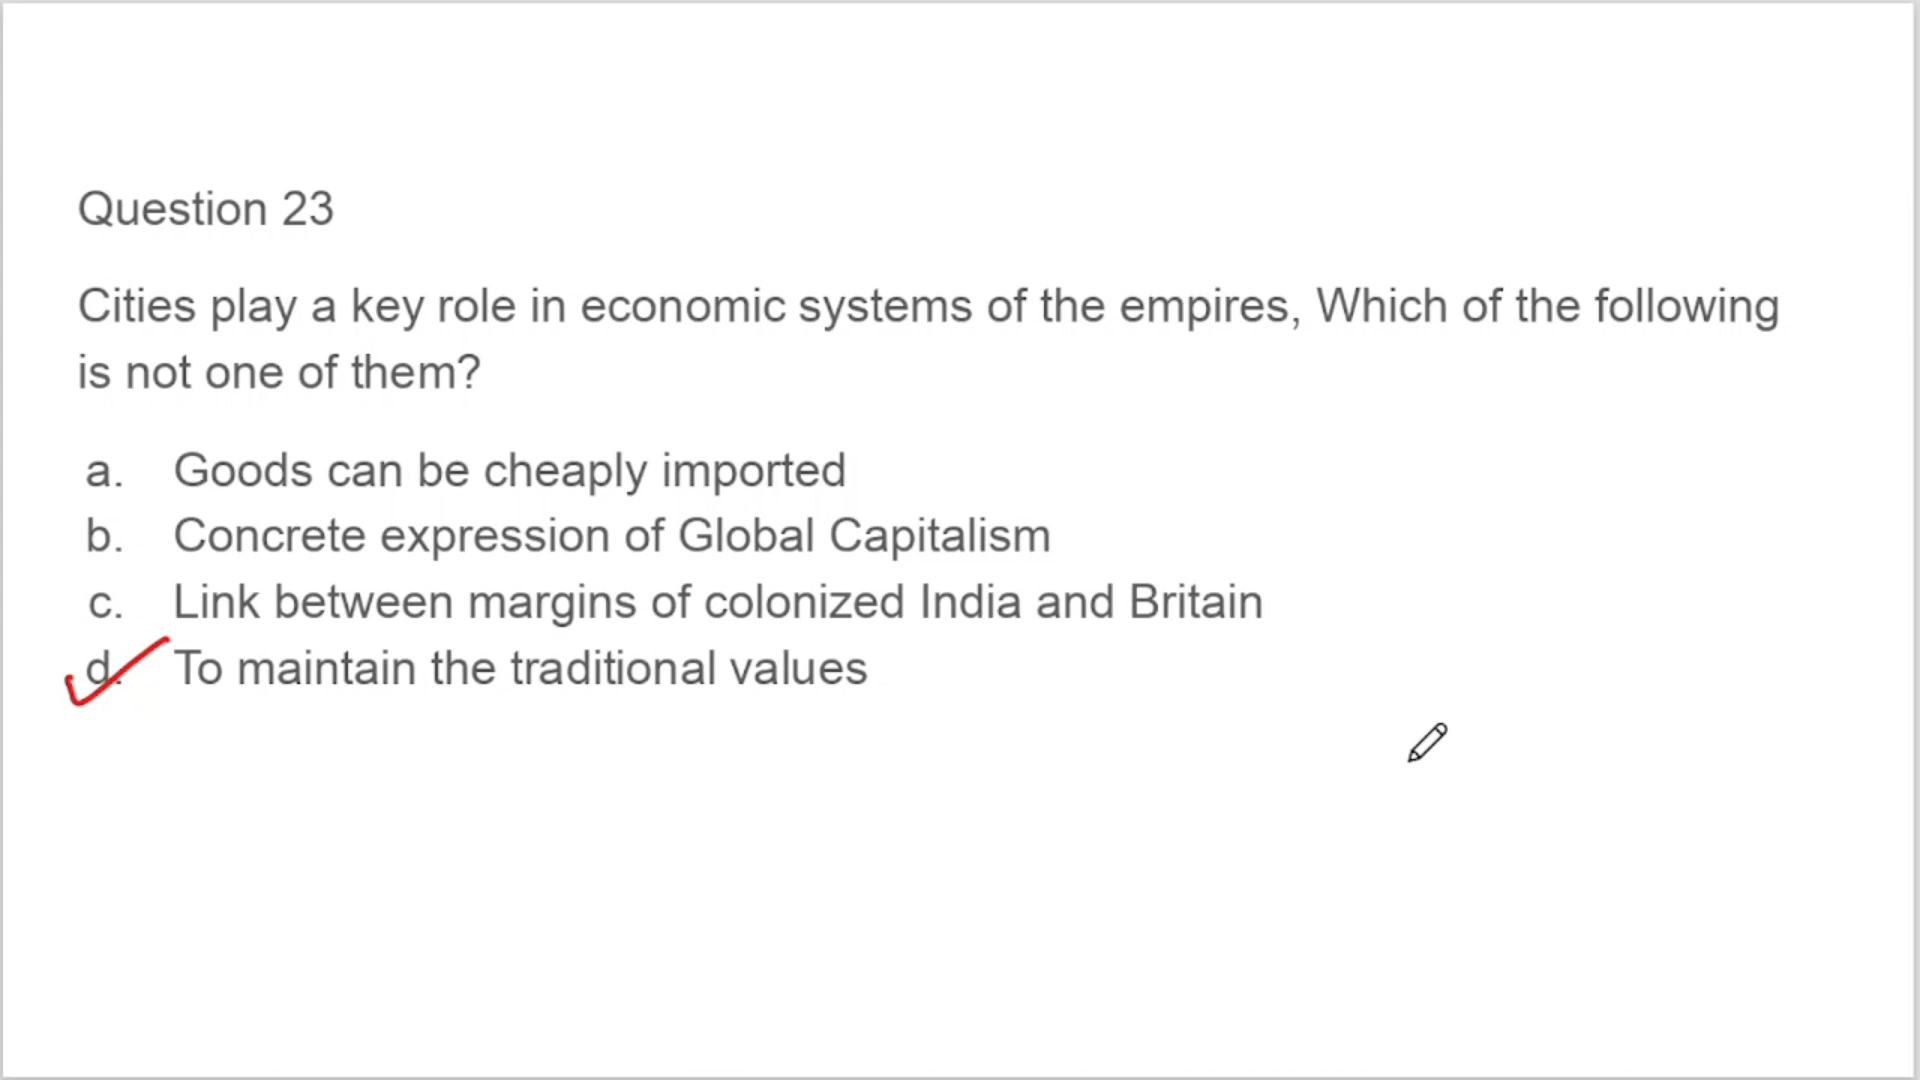 Question 23
Cities play a key role in economic systems of the empires, Which of the following
is not one of them?
a. Goods can be cheaply imported
b. Concrete expression of Global Capitalism
c. Link between margins of colonized India and Britain
d. To maintain the traditional values